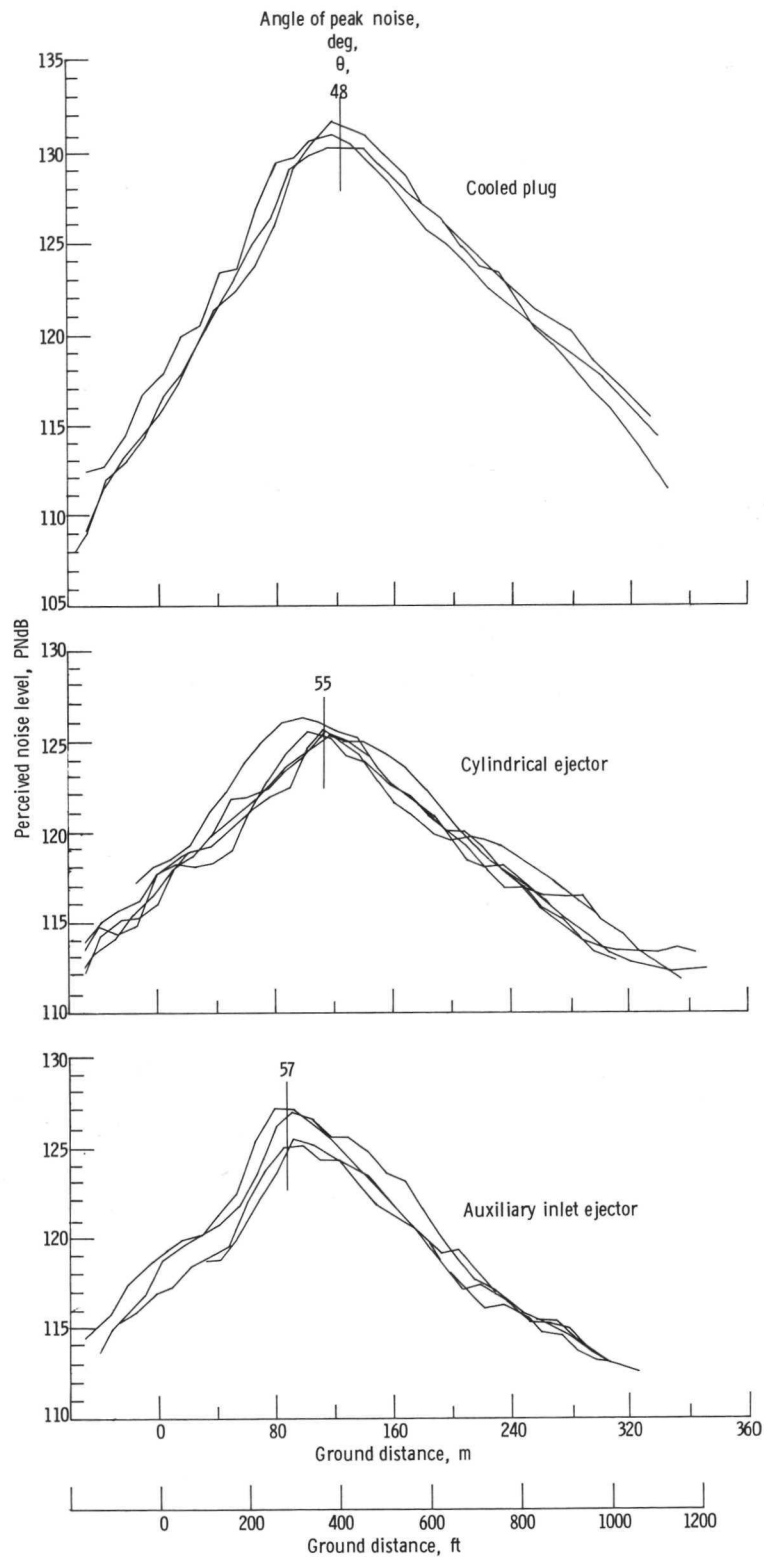 Angle of peak noise,
deg,
θ,
48
135
130
125
120
115
110
105
Cooled plug
Perceived noise level, PNdB
130
125
120
115
110
55
Cylindrical ejector
130
125
120
115
110
57
Auxiliary inlet ejector
0 80 160 240 320 360
Ground distance, m
0 200 400 600 800 1000 1200
Ground distance, ft